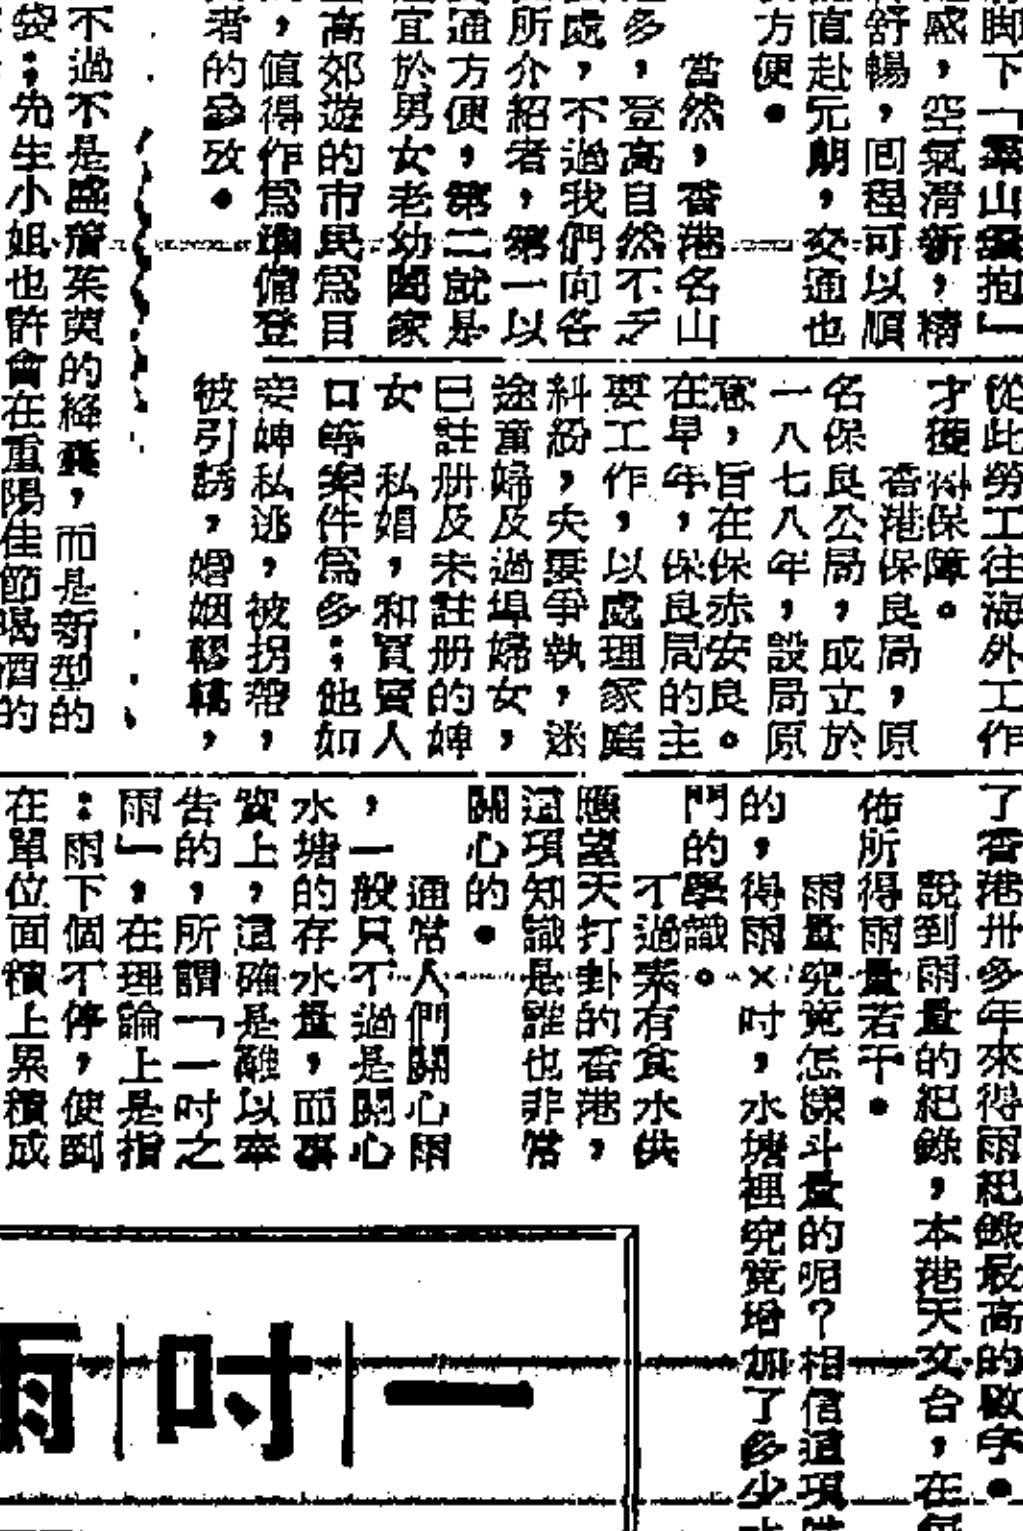 脚下「翠山環抱」
感，空氣清新，精
舒暢，回程可以順
直赴元朗，交通也
方便。
當然，香港名山
多，登高自然不乏
處，不過我們向各
所介紹者，第一以
通方便，第二就是
宜於男女老幼闔家
高郊遊的市民爲目
，值得作爲準備登
者的參攷。
不過不是盛着茱萸的絳囊，而是新型的
袋；先生小姐也許會在重陽佳節喝酒的
從此勞工往海外工作
才獲得保障。
香港保良局，原
名保良公局，成立於
一八七八年，設局原
意，旨在保赤安良。
在早年，保良局的主
要工作，以處理家庭
糾紛，夫妻爭執，迷
途童婦及過埠婦女，
已註册及未註册的婢
女　私娼，和買賣人
口等案件爲多；他如
妾婢私逃，被拐帶，
被引誘，婚姻轇轕，
了香港卅多年來得雨紀錄最高的數字。
說到雨量的紀錄，本港天文台，在
佈所得雨量若干。
雨量究竟怎樣斗量的呢？相信這項
的，得雨×吋，水塘裡究竟增加了多少
門的學識。
不過素有食水供
應望天打卦的香港，
這項知識是誰也非常
關心的。
通常人們關心雨
，一般只不過是關心
水塘的存水量，而事
實上，這確是難以奉
告的，所謂「一吋之
雨」，在理論上是指
：雨下個不停，使到
在單位面積上累積成
一吋雨